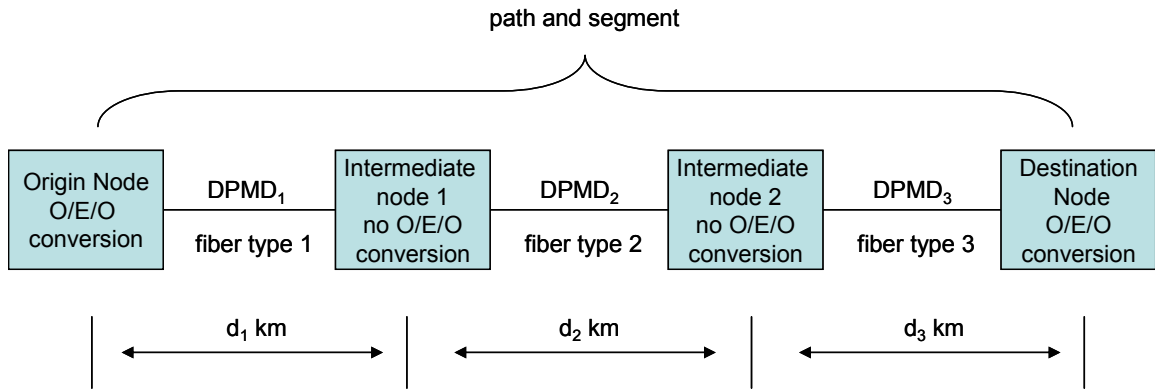 path and segment
Origin Node
O/E/O
conversion
DPMD₁
fiber type 1
Intermediate
node 1
no O/E/O
conversion
DPMD₂
fiber type 2
Intermediate
node 2
no O/E/O
conversion
DPMD₃
fiber type 3
Destination
Node
O/E/O
conversion
d₁ km
d₂ km
d₃ km